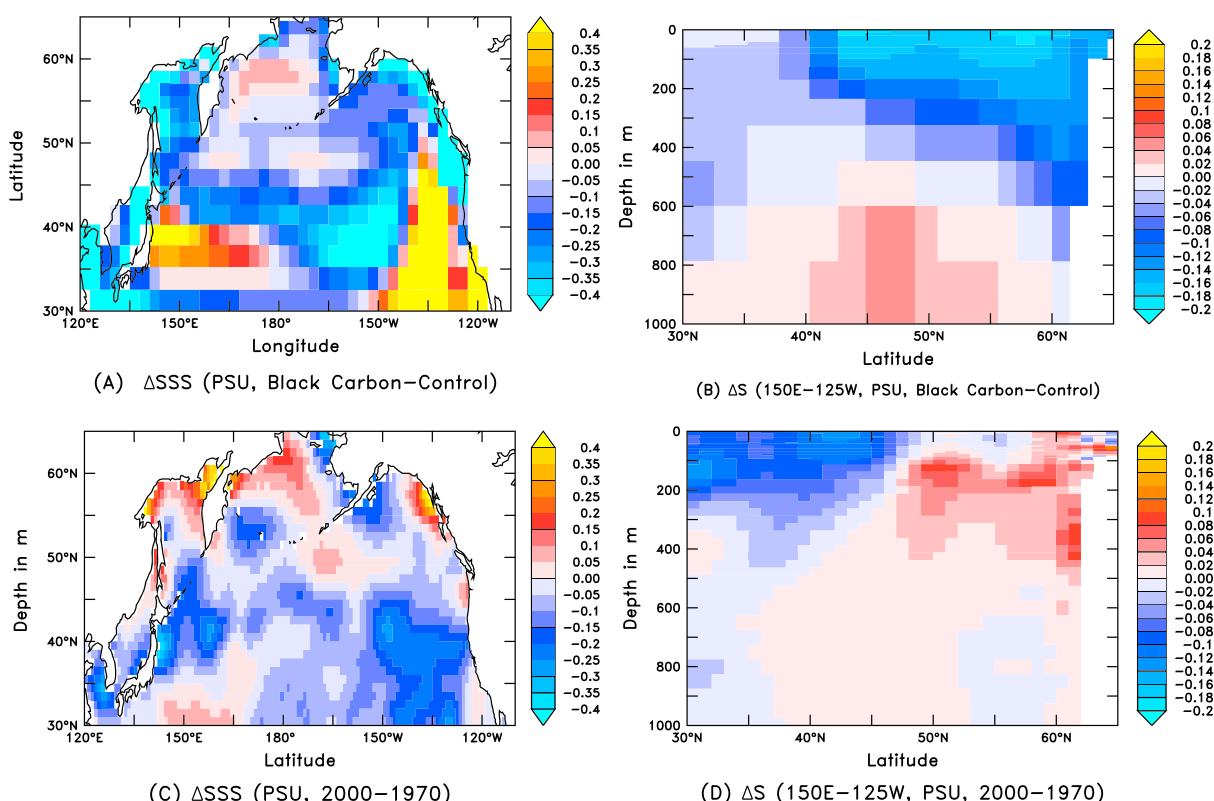 60°N
50°N
40°N
30°N
120°E
150°E
180°W
150°W
120°W
Latitude
Longitude
0.4
0.35
0.3
0.25
0.2
0.15
0.1
0.05
0.00
−0.05
−0.1
−0.15
−0.2
−0.25
−0.3
−0.35
−0.4
(A) ΔSSS (PSU, Black Carbon−Control)
0
200
400
600
800
1000
30°N
40°N
50°N
60°N
Depth in m
Latitude
0.2
0.18
0.16
0.14
0.12
0.1
0.08
0.06
0.04
0.02
0.00
−0.02
−0.04
−0.06
−0.08
−0.1
−0.12
−0.14
−0.16
−0.18
−0.2
(B) ΔS (150E−125W, PSU, Black Carbon−Control)
60°N
50°N
40°N
30°N
120°E
150°E
180°W
150°W
120°W
Depth in m
Latitude
0.4
0.35
0.3
0.25
0.2
0.15
0.1
0.05
0.00
−0.05
−0.1
−0.15
−0.2
−0.25
−0.3
−0.35
−0.4
(C) ΔSSS (PSU, 2000−1970)
0
200
400
600
800
1000
30°N
40°N
50°N
60°N
Depth in m
Latitude
0.2
0.18
0.16
0.14
0.12
0.1
0.08
0.06
0.04
0.02
0.00
−0.02
−0.04
−0.06
−0.08
−0.1
−0.12
−0.14
−0.16
−0.18
−0.2
(D) ΔS (150E−125W, PSU, 2000−1970)